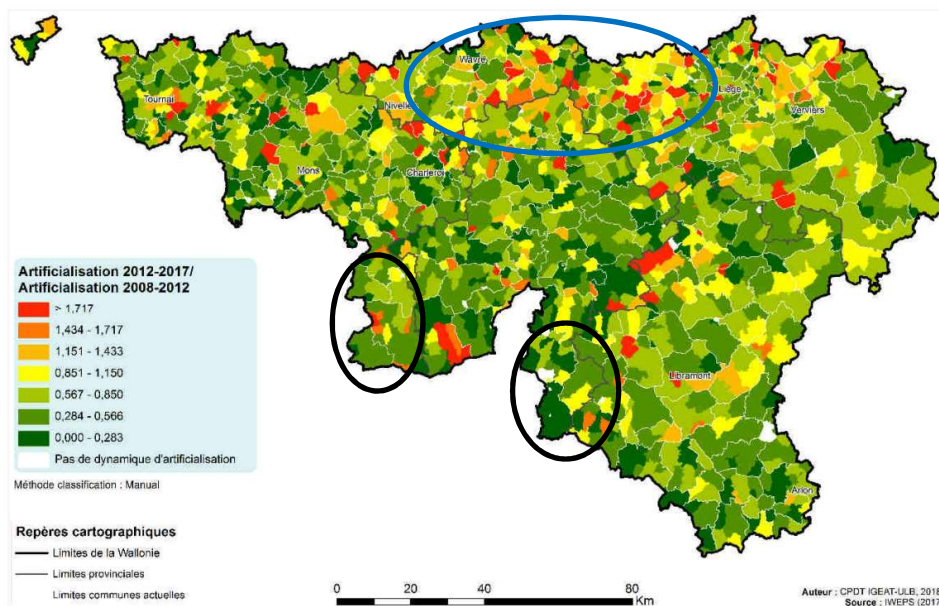 Wavre
Tournai
Nivelle
Liège
Verviers
Mons
Charleroi
Libramont
Arlon
Artificialisation 2012-2017/
Artificialisation 2008-2012
> 1,717
1,434 - 1,717
1,151 - 1,433
0,851 - 1,150
0,567 - 0,850
0,284 - 0,566
0,000 - 0,283
Pas de dynamique d'artificialisation
Méthode classification : Manual
Repères cartographiques
Limites de la Wallonie
Limites provinciales
Limites communes actuelles
0 10 20 40 60 80
Km
Auteur : CPDT IGEAT-ULB, 2018
Source : IWEPS (2017)